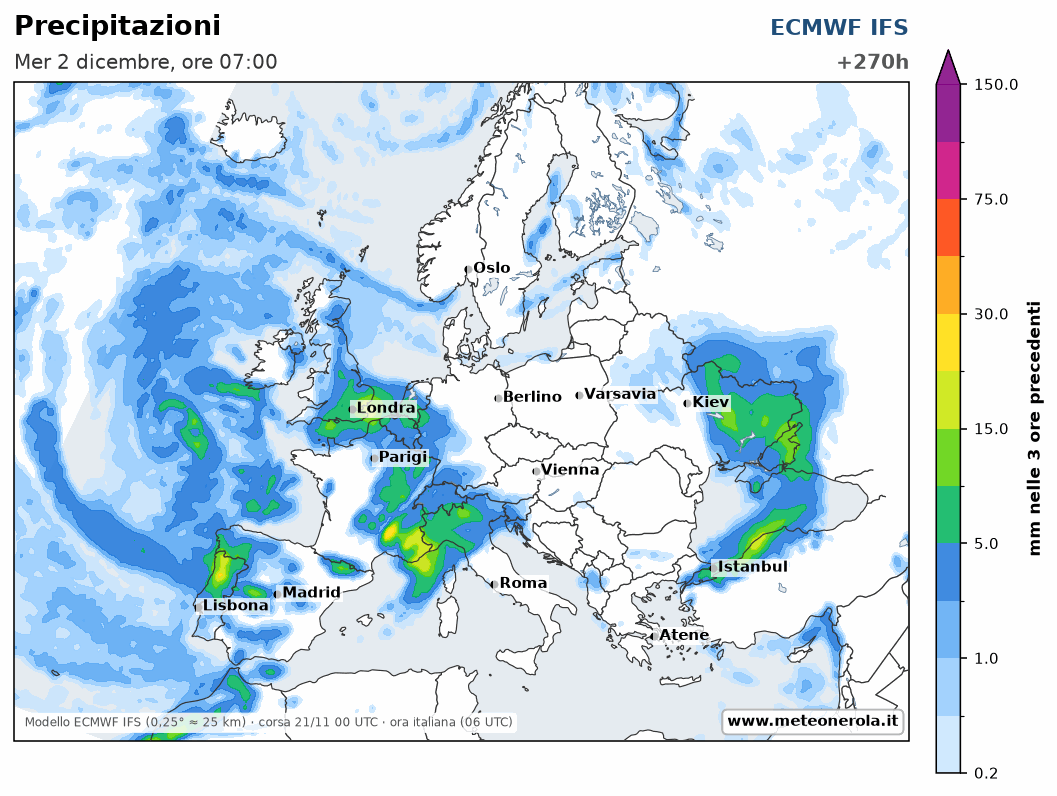 Precipitazioni
ECMWF IFS
Mer 2 dicembre, ore 07:00
+270h
150.0
75.0
30.0
15.0
5.0
1.0
0.2
mm nelle 3 ore precedenti
Oslo
Berlino
Varsavia
Kiev
Londra
Parigi
Vienna
Istanbul
Roma
Madrid
Lisbona
Atene
Modello ECMWF IFS (0,25° ≈ 25 km) · corsa 21/11 00 UTC · ora italiana (06 UTC)
www.meteonerola.it